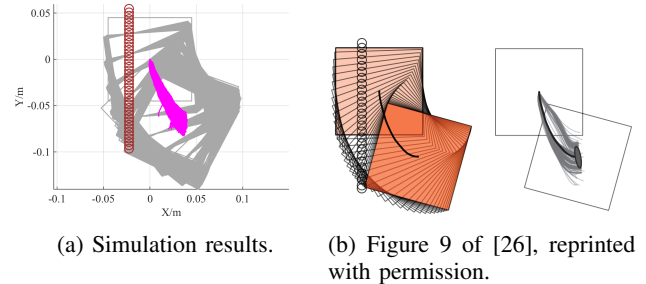 0.05
0
-0.05
-0.1
Y/m
-0.1 -0.05 0 0.05 0.1
X/m
(a) Simulation results.
(b) Figure 9 of [26], reprinted
with permission.